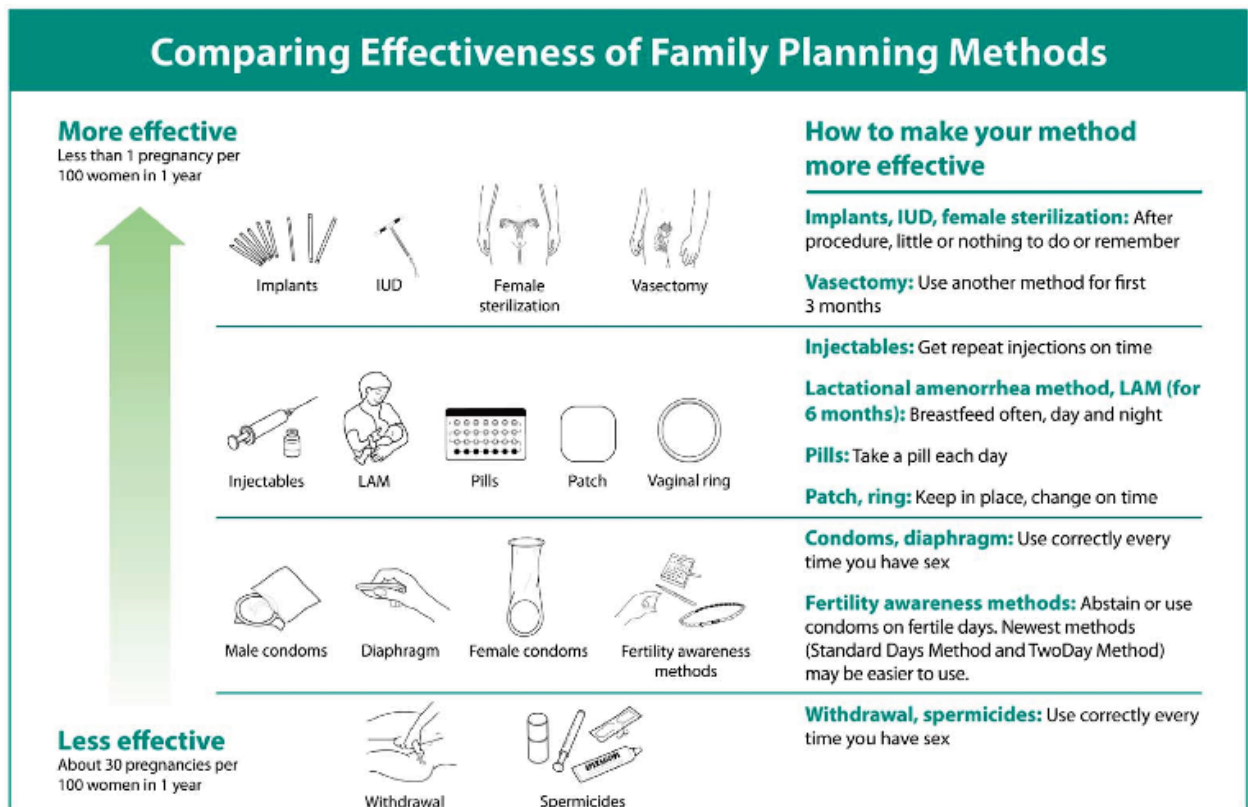 Comparing Effectiveness of Family Planning Methods
More effective
Less than 1 pregnancy per
100 women in 1 year
Implants
IUD
Female
sterilization
Vasectomy
Injectables
LAM
Pills
Patch
Vaginal ring
Male condoms
Diaphragm
Female condoms
Fertility awareness
methods
Less effective
About 30 pregnancies per
100 women in 1 year
Withdrawal
Spermicides
How to make your method
more effective
Implants, IUD, female sterilization: After
procedure, little or nothing to do or remember
Vasectomy: Use another method for first
3 months
Injectables: Get repeat injections on time
Lactational amenorrhea method, LAM (for
6 months): Breastfeed often, day and night
Pills: Take a pill each day
Patch, ring: Keep in place, change on time
Condoms, diaphragm: Use correctly every
time you have sex
Fertility awareness methods: Abstain or use
condoms on fertile days. Newest methods
(Standard Days Method and TwoDay Method)
may be easier to use.
Withdrawal, spermicides: Use correctly every
time you have sex